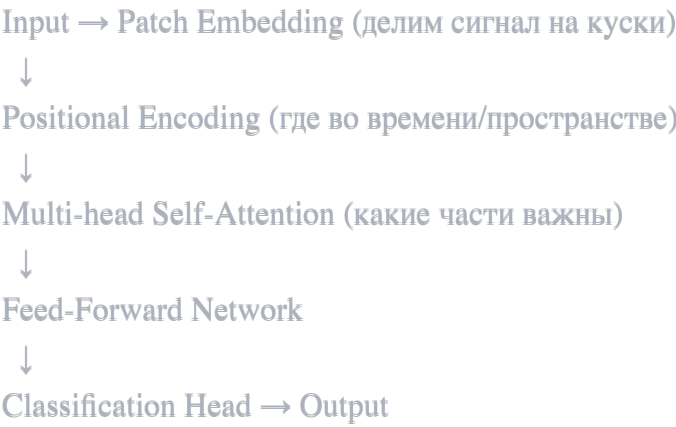 Input → Patch Embedding (делим сигнал на куски)
↓
Positional Encoding (где во времени/пространстве)
↓
Multi-head Self-Attention (какие части важны)
↓
Feed-Forward Network
↓
Classification Head → Output